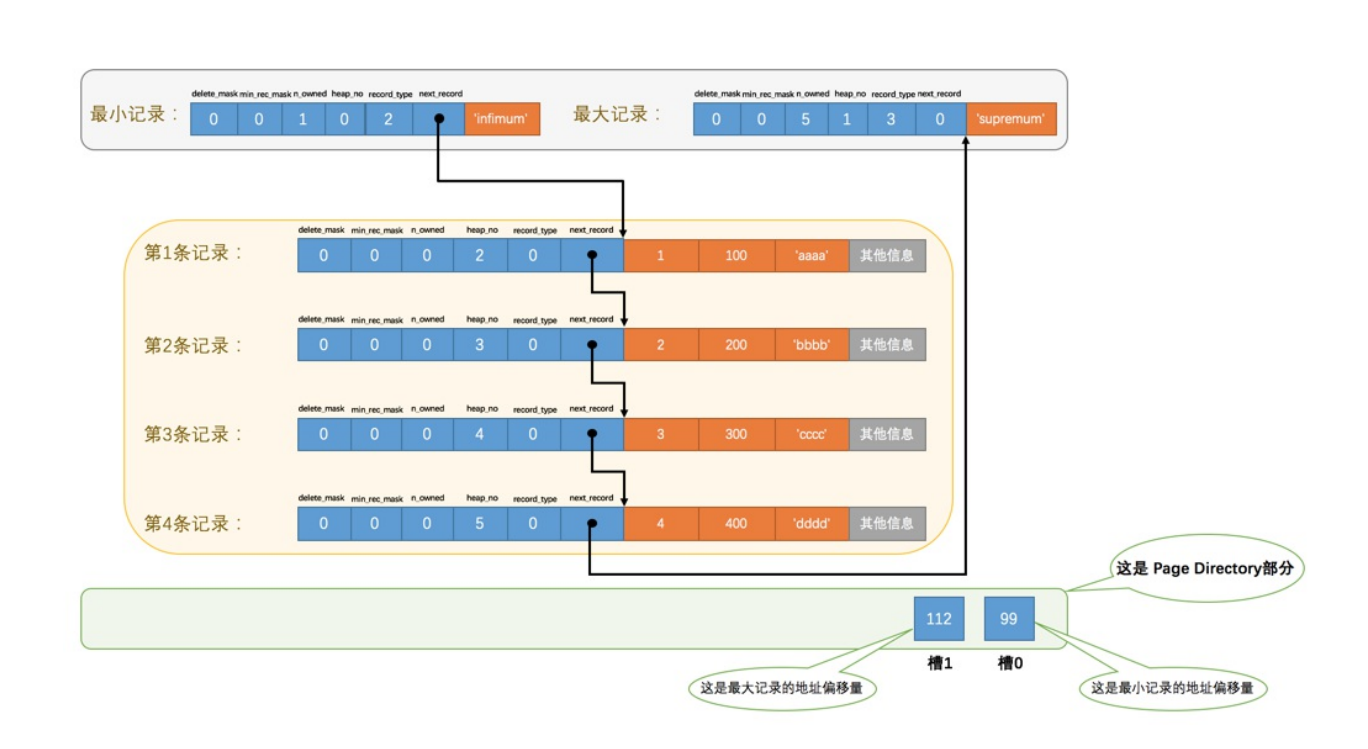 delete_mask min_rec_mask n_owned heap_no record_type next_record
最小记录： 0 0 1 0 2 'infimum'
delete_mask min_rec_mask n_owned heap_no record_type next_record
最大记录： 0 0 5 1 3 0 'supremum'
delete_mask min_rec_mask n_owned heap_no record_type next_record
第1条记录： 0 0 0 2 0 1 100 'aaaa' 其他信息
delete_mask min_rec_mask n_owned heap_no record_type next_record
第2条记录： 0 0 0 3 0 2 200 'bbbb' 其他信息
delete_mask min_rec_mask n_owned heap_no record_type next_record
第3条记录： 0 0 0 4 0 3 300 'cccc' 其他信息
delete_mask min_rec_mask n_owned heap_no record_type next_record
第4条记录： 0 0 0 5 0 4 400 'dddd' 其他信息
这是 Page Directory部分
112 99
槽1 槽0
这是最大记录的地址偏移量
这是最小记录的地址偏移量